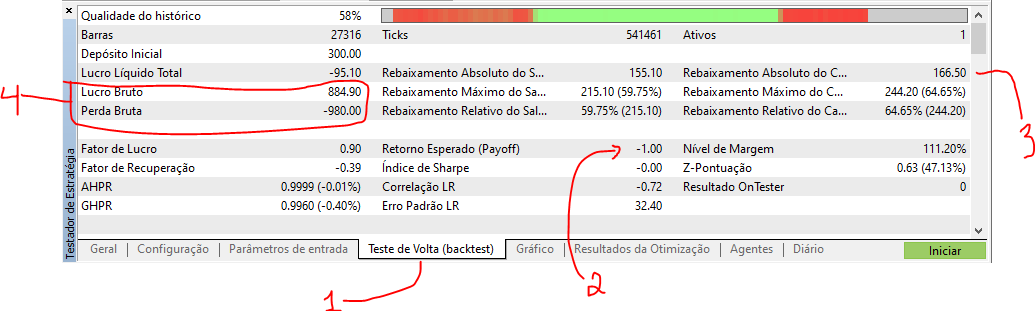 Qualidade do histórico 58%
Barras 27316 Ticks 541461 Ativos 1
Depósito Inicial 300.00
Lucro Líquido Total -95.10 Rebaixamento Absoluto do S... 155.10 Rebaixamento Absoluto do C... 166.50
Lucro Bruto 884.90 Rebaixamento Máximo do Sa... 215.10 (59.75%) Rebaixamento Máximo do C... 244.20 (64.65%)
Perda Bruta -980.00 Rebaixamento Relativo do Sal... 59.75% (215.10) Rebaixamento Relativo do Ca... 64.65% (244.20)
Fator de Lucro 0.90 Retorno Esperado (Payoff) -1.00 Nível de Margem 111.20%
Fator de Recuperação -0.39 Índice de Sharpe -0.00 Z-Pontuação 0.63 (47.13%)
AHPR 0.9999 (-0.01%) Correlação LR -0.72 Resultado OnTester 0
GHPR 0.9960 (-0.40%) Erro Padrão LR 32.40
Testador de Estratégia
Geral Configuração Parâmetros de entrada Teste de Volta (backtest) Gráfico Resultados da Otimização Agentes Diário Iniciar
4
3
1
2